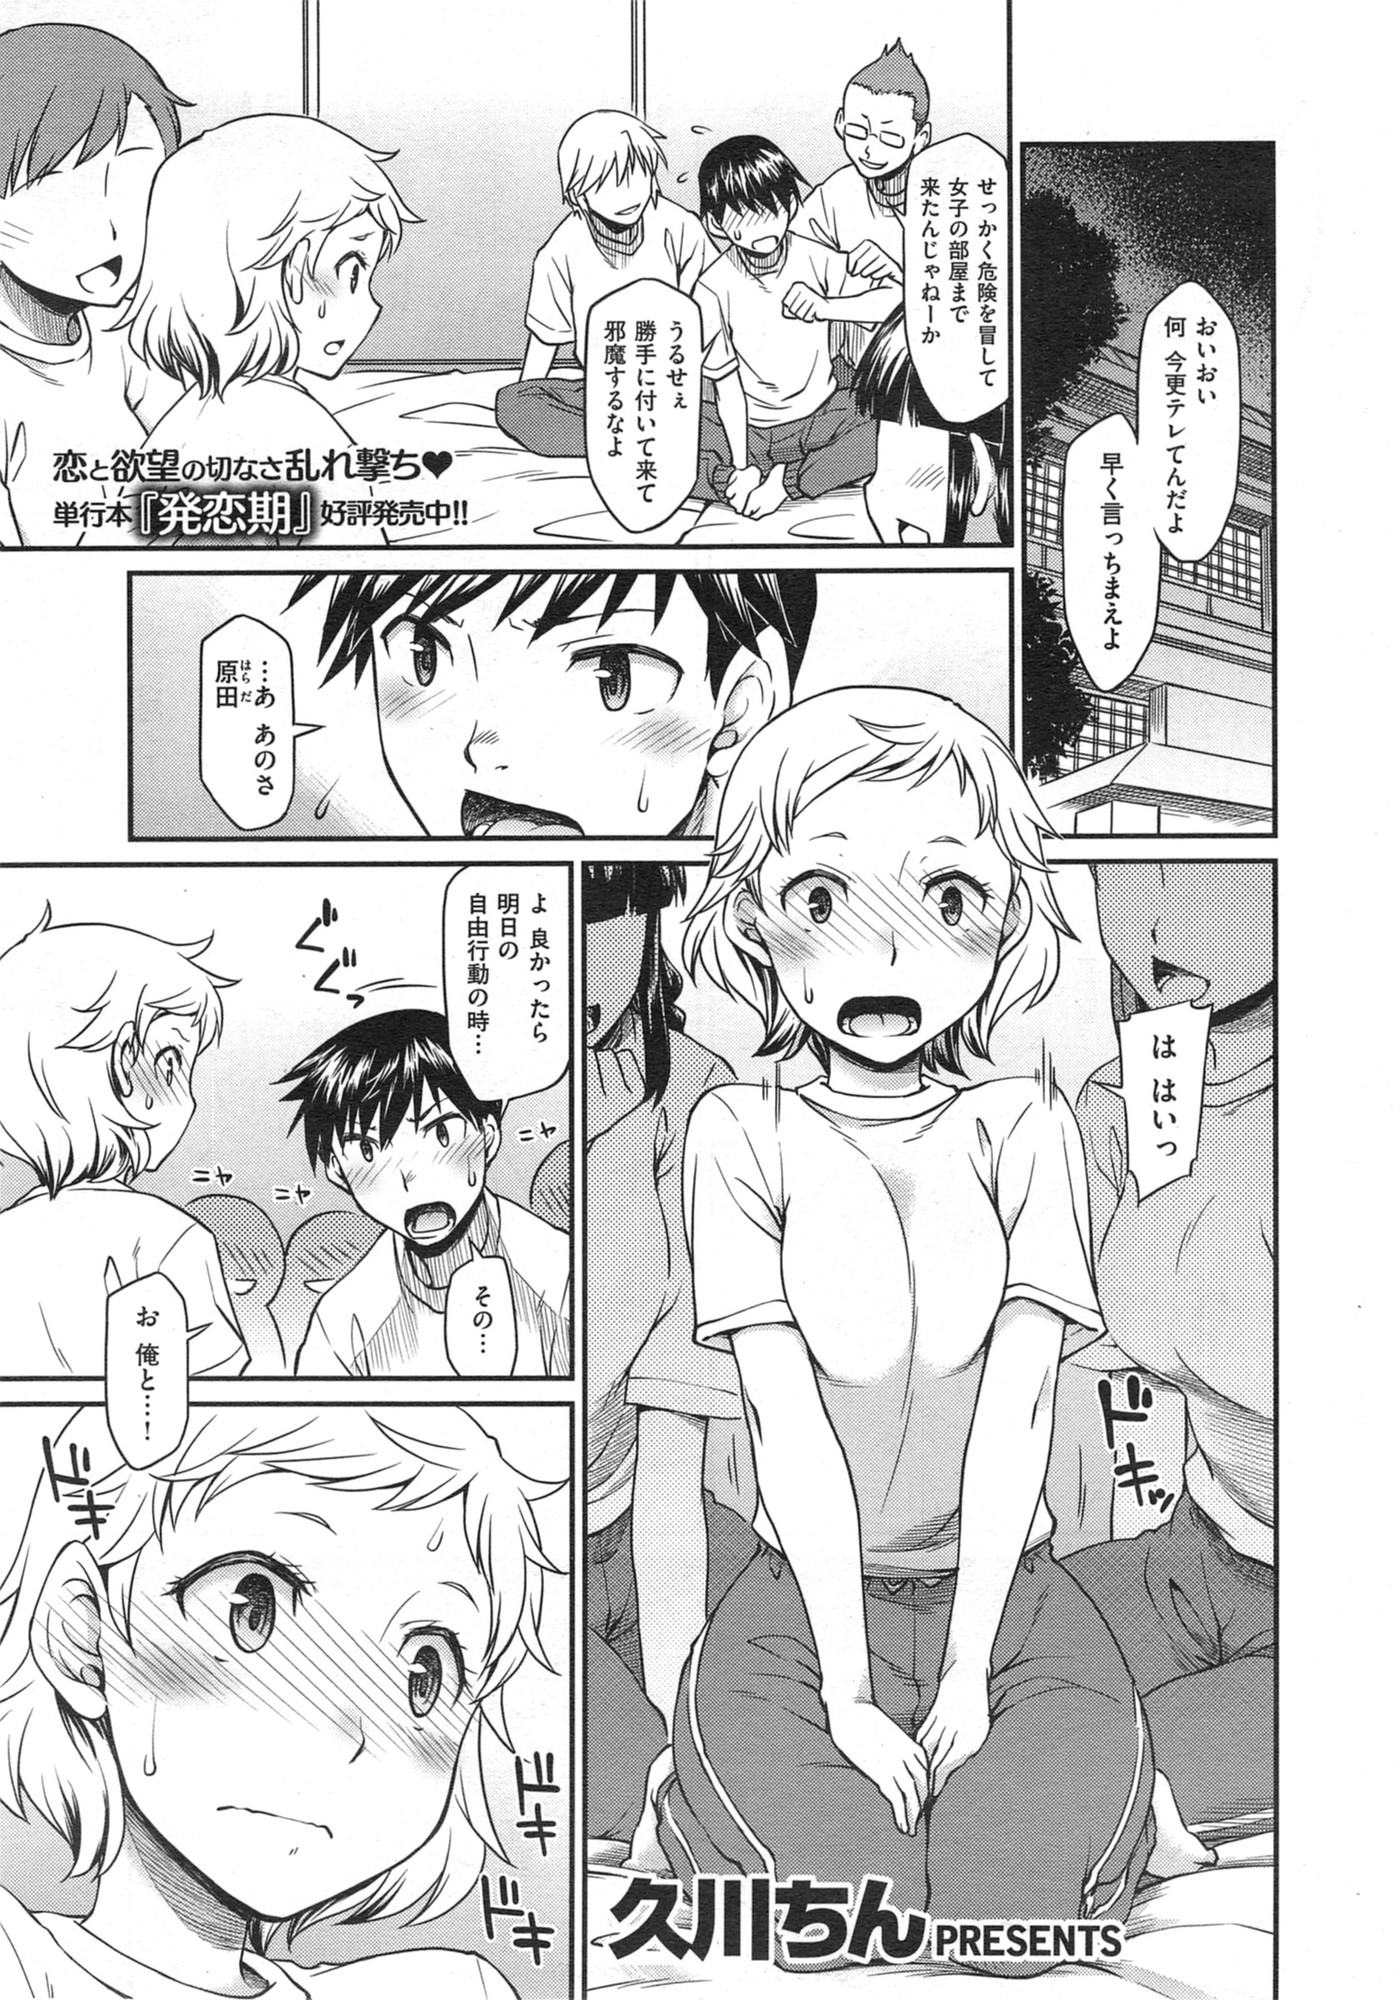 おいおい
何 今更テレてんだよ
早く言っちまえよ
せっかく危険を冒して
女子の部屋まで
来たんじゃねーか
うるせぇ
勝手に付いて来て
邪魔するなよ
恋と欲望の切なさ乱れ撃ち♥
単行本『発恋期』好評発売中!!
…あ あのさ
原田
はらだ
は はいっ
ドキッ
よ 良かったら
明日の
自由行動の時…
ぐぐっ
ニャ
ニャ
ニャ
その…
お 俺と…!
ドキ
ドキ
ドキ
久川ちん PRESENTS